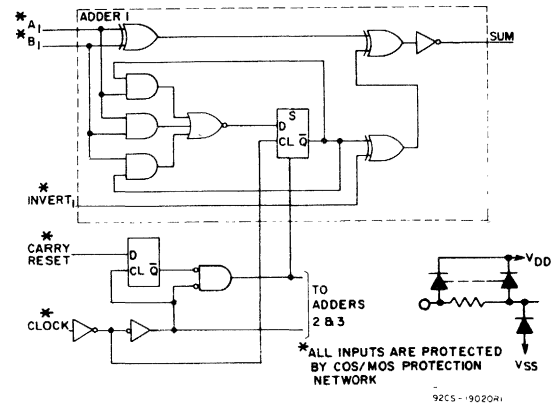 ADDER 1
* A1
* B1
SUM
S
D
CL Q̅
* INVERT1
* CARRY RESET
D
CL Q̅
* CLOCK
TO
ADDERS
2 & 3
VDD
VSS
*ALL INPUTS ARE PROTECTED
BY COS/MOS PROTECTION
NETWORK
92CS-19020R1